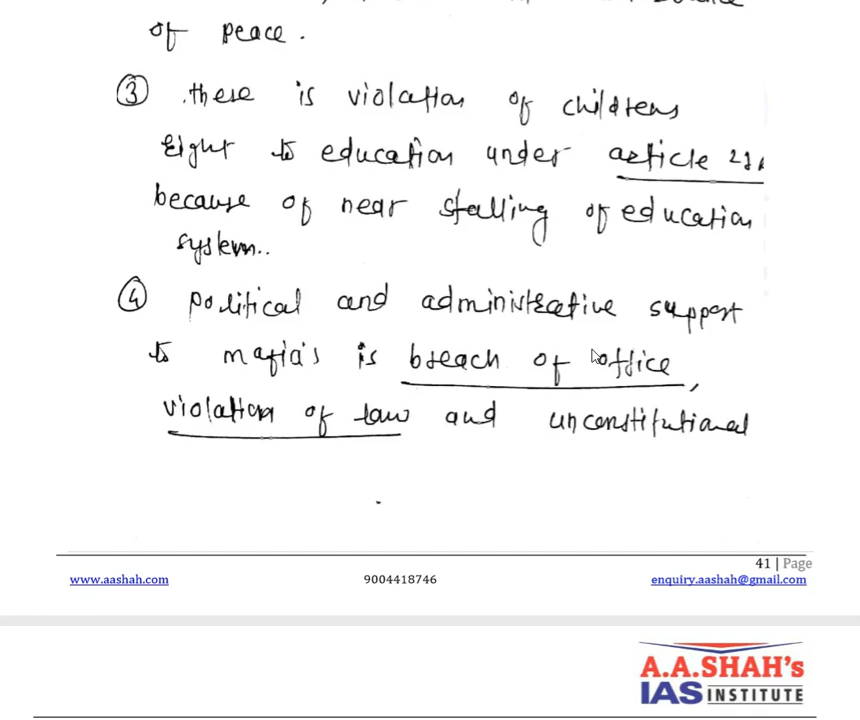 of peace.
③ there is violation of childrens
right to education under article 21A
because of near stalling of education
system..
④ political and administrative support
to mafia's is breach of office,
violation of law and unconstitutional
41 | Page
www.aashah.com 9004418746 enquiry.aashah@gmail.com
A.A.SHAH's
IAS INSTITUTE